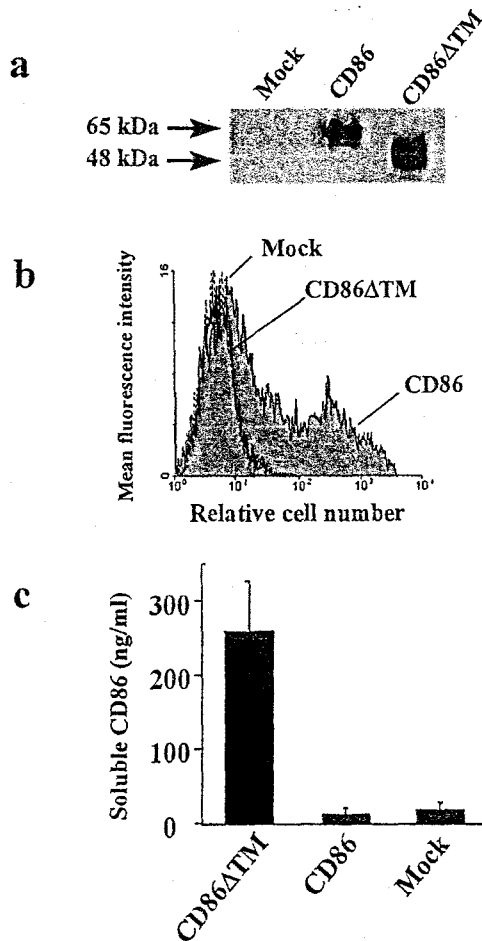 a
Mock
CD86
CD86ΔTM
65 kDa
48 kDa
b
Mean fluorescence intensity
16
0
Mock
CD86ΔTM
CD86
10⁰
10¹
10²
10³
10⁴
Relative cell number
c
Soluble CD86 (ng/ml)
300
200
100
0
CD86ΔTM
CD86
Mock